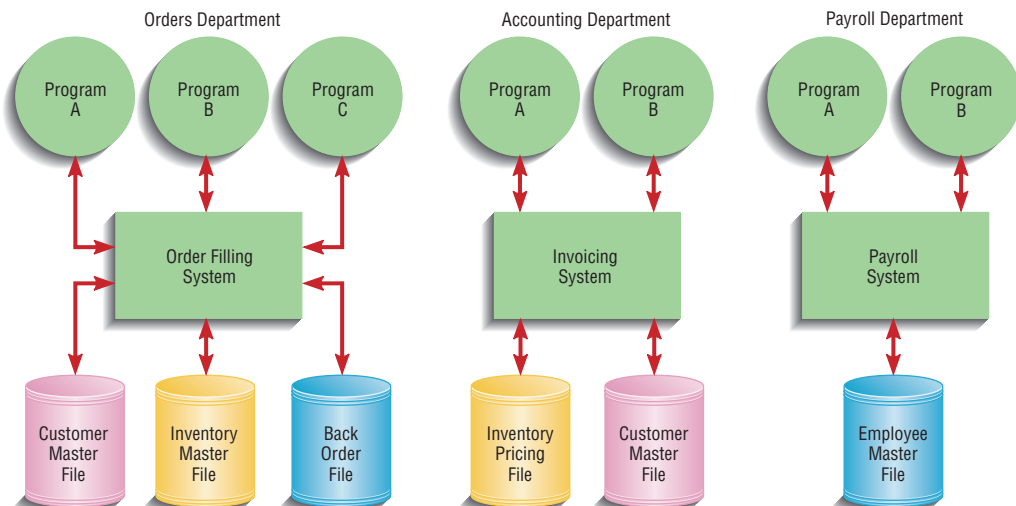 Orders Department
Accounting Department
Payroll Department
Program
A
Program
B
Program
C
Program
A
Program
B
Program
A
Program
B
Order Filling
System
Invoicing
System
Payroll
System
Customer
Master
File
Inventory
Master
File
Back
Order
File
Inventory
Pricing
File
Customer
Master
File
Employee
Master
File